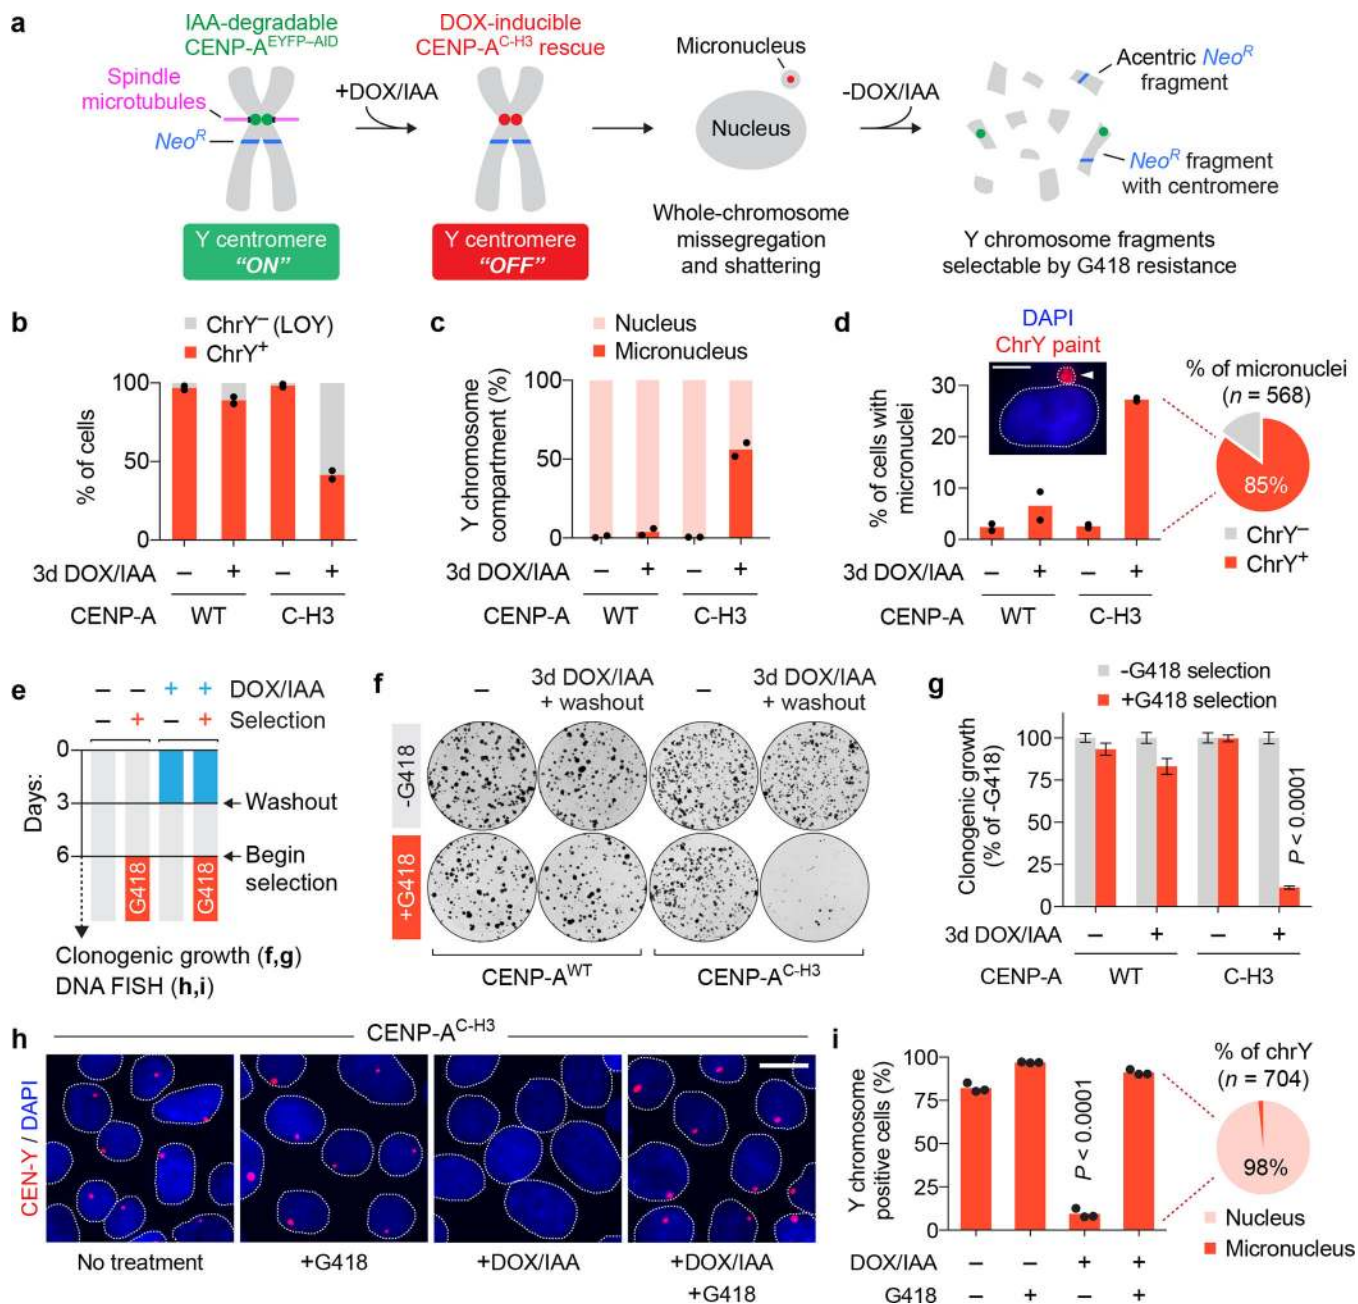 a
IAA-degradable
CENP-A^EYFP–AID
DOX-inducible
CENP-A^C-H3 rescue
Spindle
microtubules
Neo^R
+DOX/IAA
Micronucleus
Nucleus
-DOX/IAA
Acentric Neo^R
fragment
Neo^R fragment
with centromere
Y centromere
"ON"
Y centromere
"OFF"
Whole-chromosome
missegregation
and shattering
Y chromosome fragments
selectable by G418 resistance
b
ChrY– (LOY)
ChrY+
% of cells
100
50
0
3d DOX/IAA – + – +
CENP-A WT C-H3
c
Nucleus
Micronucleus
Y chromosome
compartment (%)
100
50
0
3d DOX/IAA – + – +
CENP-A WT C-H3
d
DAPI
ChrY paint
% of cells with
micronuclei
30
20
10
0
3d DOX/IAA – + – +
CENP-A WT C-H3
% of micronuclei
(n = 568)
85%
ChrY–
ChrY+
e
– – + + DOX/IAA
– + – + Selection
Days:
0
3
6
Washout
Begin
selection
G418
G418
Clonogenic growth (f,g)
DNA FISH (h,i)
f
– 3d DOX/IAA
+ washout
– 3d DOX/IAA
+ washout
-G418
+G418
CENP-A^WT
CENP-A^C-H3
g
-G418 selection
+G418 selection
Clonogenic growth
(% of -G418)
100
75
50
25
0
P < 0.0001
3d DOX/IAA – + – +
CENP-A WT C-H3
h
CENP-A^C-H3
CEN-Y / DAPI
No treatment
+G418
+DOX/IAA
+DOX/IAA
+G418
i
Y chromosome
positive cells (%)
100
75
50
25
0
P < 0.0001
DOX/IAA – – + +
G418 – + – +
% of chrY
(n = 704)
98%
Nucleus
Micronucleus